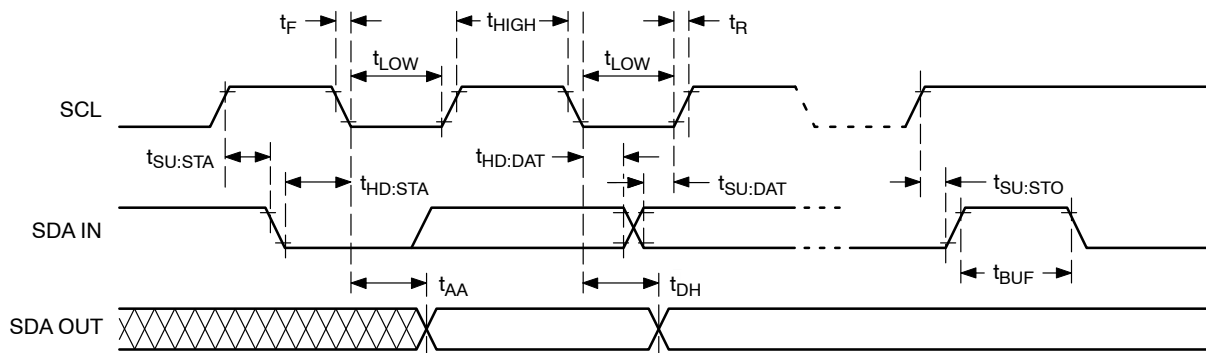 tF
tHIGH
tR
tLOW
tLOW
SCL
tSU:STA
tHD:DAT
tHD:STA
tSU:DAT
tSU:STO
SDA IN
tAA
tDH
tBUF
SDA OUT